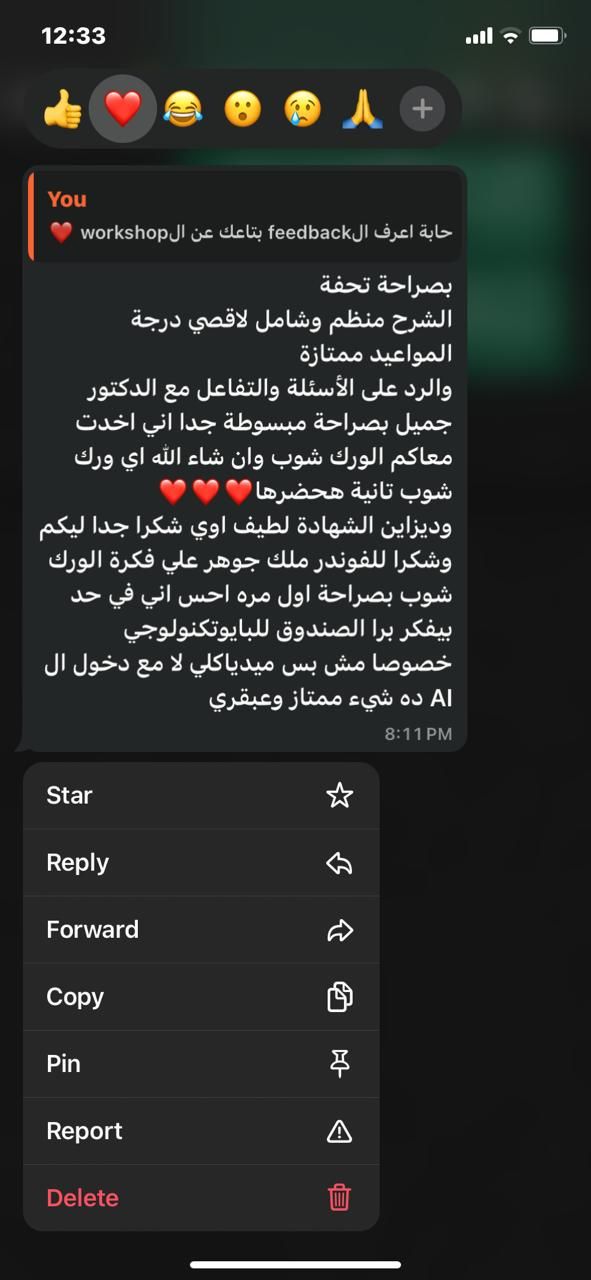 12:33
You
حابة اعرف الfeedback بتاعك عن الworkshop ❤️
بصراحة تحفة
الشرح منظم وشامل لاقصي درجة
المواعيد ممتازة
والرد على الأسئلة والتفاعل مع الدكتور
جميل بصراحة مبسوطة جدا اني اخدت
معاكم الورك شوب وان شاء الله اي ورك
شوب تانية هحضرها❤️❤️❤️
وديزاين الشهادة لطيف اوي شكرا جدا ليكم
وشكرا للفوندر ملك جوهر علي فكرة الورك
شوب بصراحة اول مره احس اني في حد
بيفكر برا الصندوق للبايوتكنولوجي
خصوصا مش بس ميدياكلي لا مع دخول ال
AI ده شيء ممتاز وعبقري
8:11 PM
Star
Reply
Forward
Copy
Pin
Report
Delete